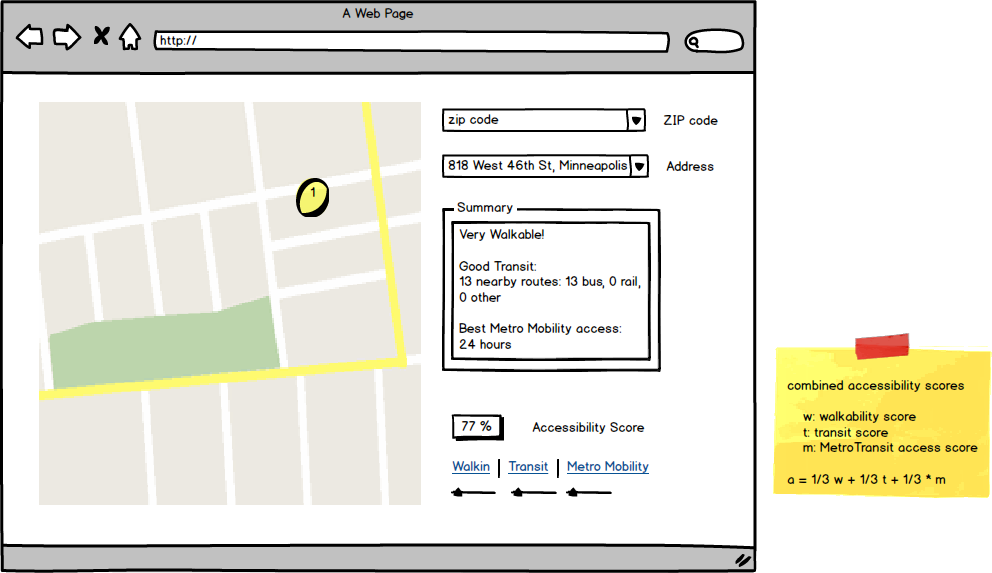 A Web Page
http://
zip code
ZIP code
818 West 46th St, Minneapolis
Address
1
Summary
Very Walkable!
Good Transit:
13 nearby routes: 13 bus, 0 rail,
0 other
Best Metro Mobility access:
24 hours
77 %
Accessibility Score
Walkin | Transit | Metro Mobility
combined accessibility scores
w: walkability score
t: transit score
m: MetroTransit access score
a = 1/3 w + 1/3 t + 1/3 * m